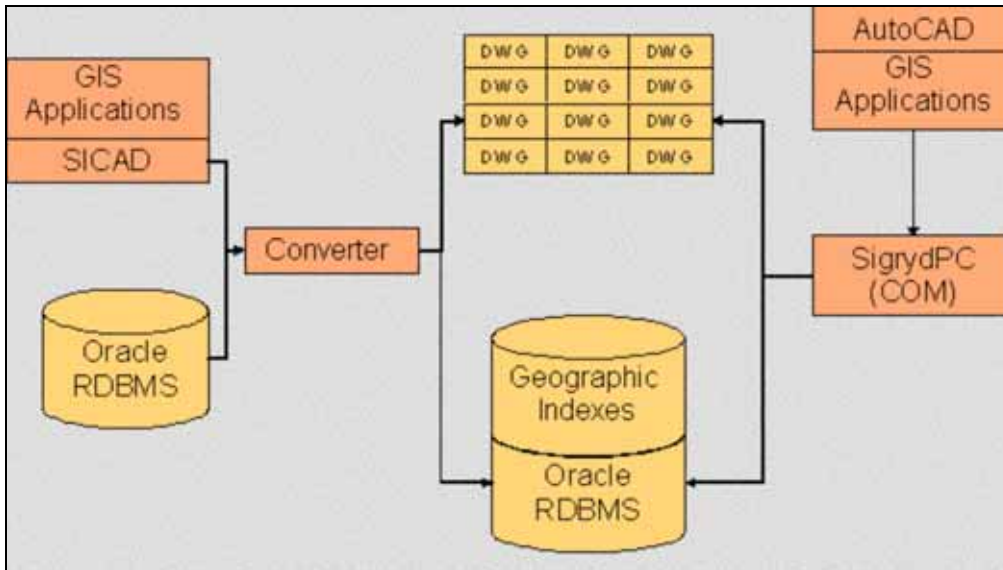 GIS
Applications
SICAD
Oracle
RDBMS
Converter
DWG DWG DWG
DWG DWG DWG
DWG DWG DWG
DWG DWG DWG
Geographic
Indexes
Oracle
RDBMS
AutoCAD
GIS
Applications
SigrydPC
(COM)